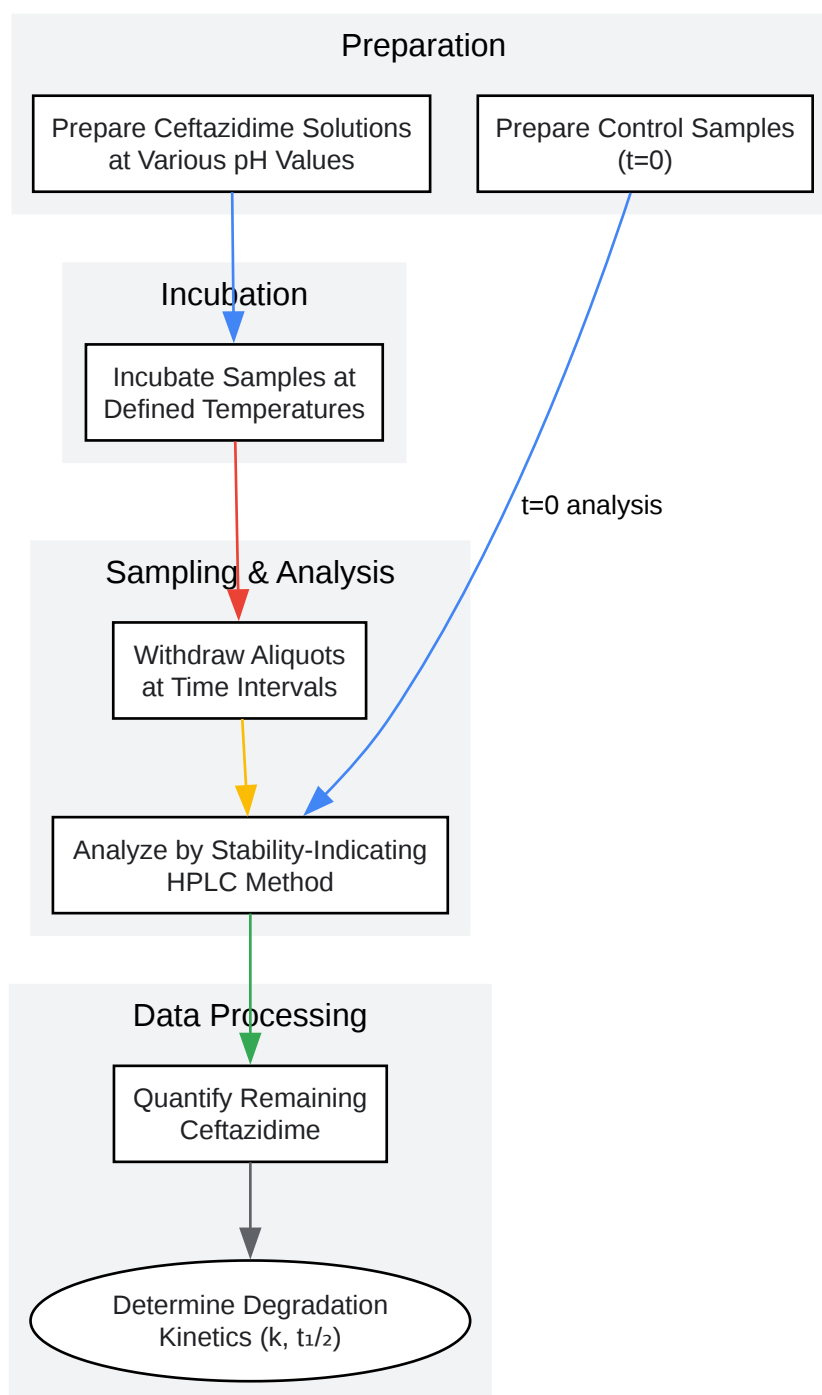 Preparation
Prepare Ceftazidime Solutions
at Various pH Values
Prepare Control Samples
(t=0)
Incubation
Incubate Samples at
Defined Temperatures
t=0 analysis
Sampling & Analysis
Withdraw Aliquots
at Time Intervals
Analyze by Stability-Indicating
HPLC Method
Data Processing
Quantify Remaining
Ceftazidime
Determine Degradation
Kinetics (k, t₁/₂)